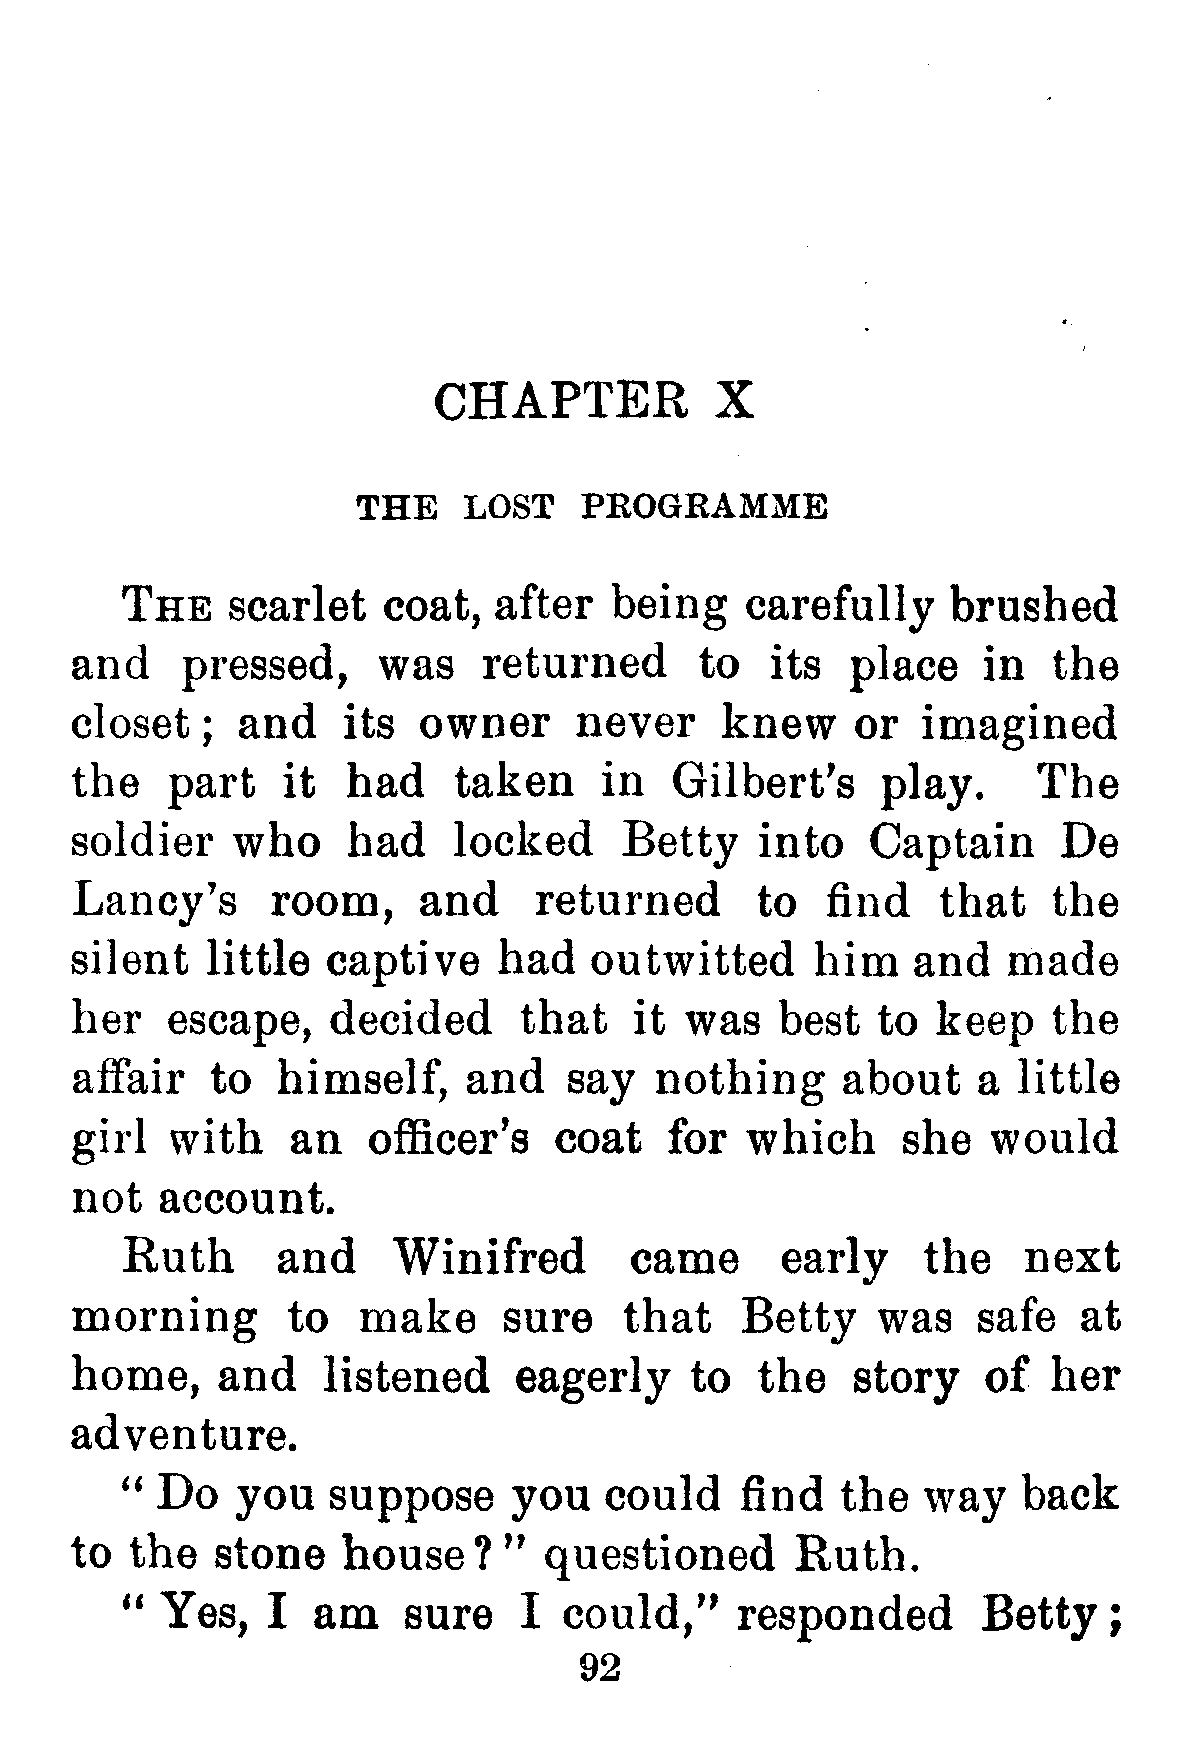 CHAPTER X
THE LOST PROGRAMME
THE scarlet coat, after being carefully brushed
and pressed, was returned to its place in the
closet; and its owner never knew or imagined
the part it had taken in Gilbert's play. The
soldier who had locked Betty into Captain De
Lancy's room, and returned to find that the
silent little captive had outwitted him and made
her escape, decided that it was best to keep the
affair to himself, and say nothing about a little
girl with an officer's coat for which she would
not account.
Ruth and Winifred came early the next
morning to make sure that Betty was safe at
home, and listened eagerly to the story of her
adventure.
"Do you suppose you could find the way back
to the stone house?" questioned Ruth.
"Yes, I am sure I could," responded Betty;
92